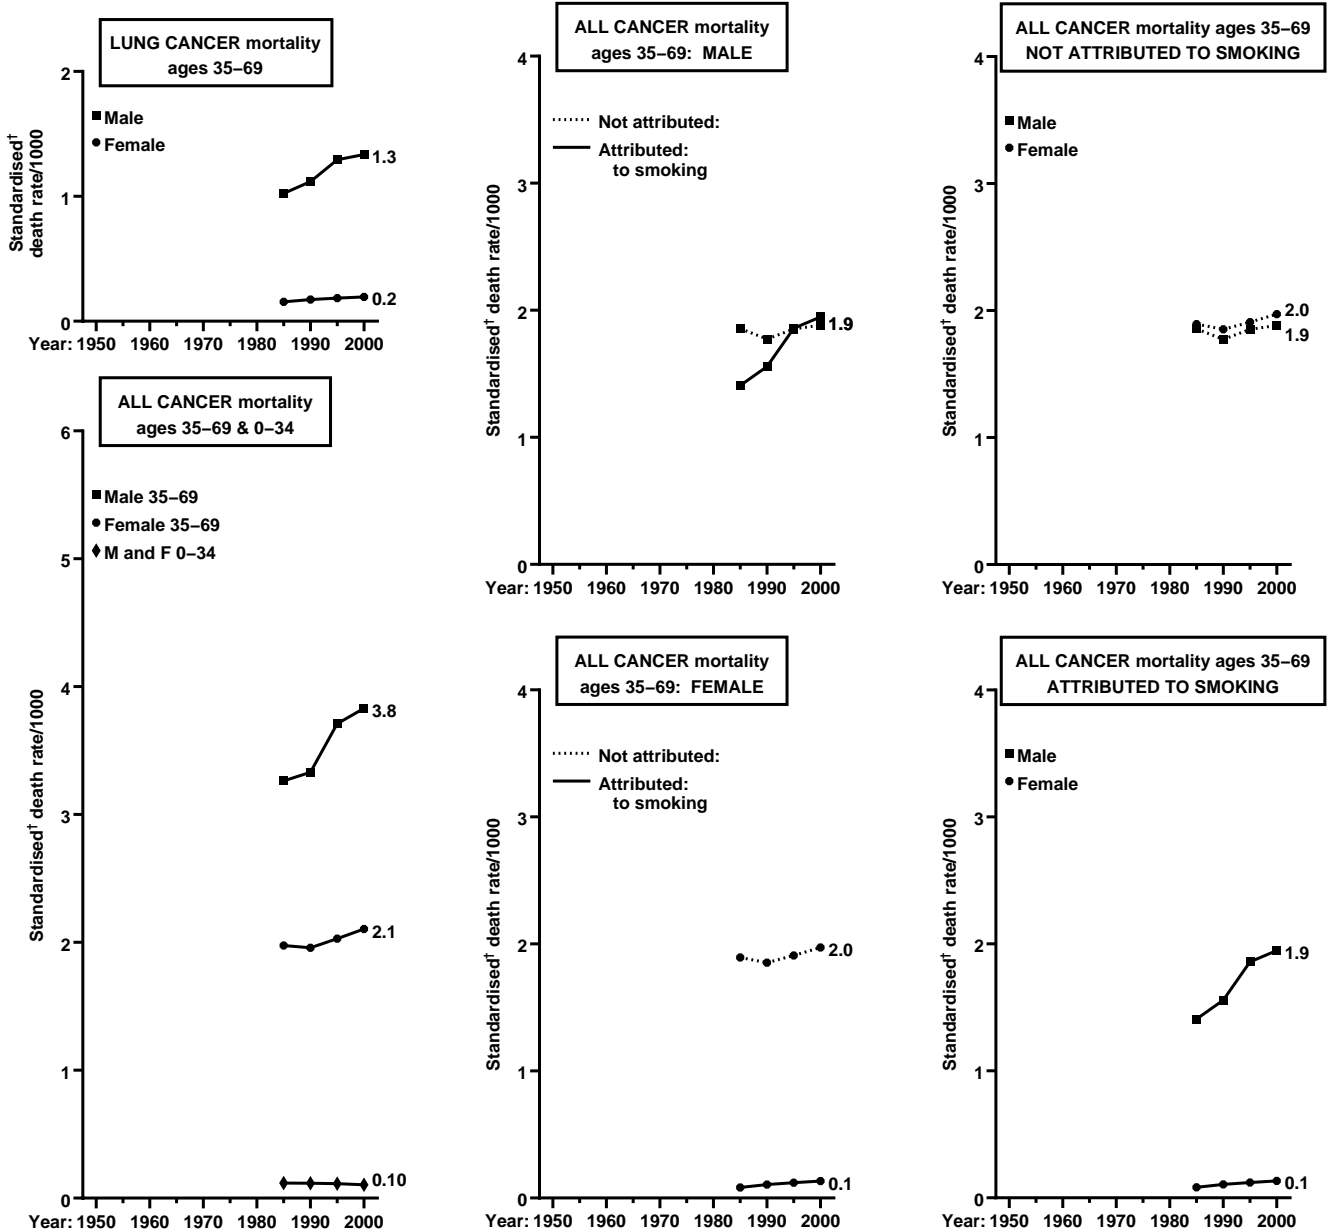 LUNG CANCER mortality
ages 35–69
2
1
0
Standardised†
death rate/1000
Male
Female
1.3
0.2
Year: 1950 1960 1970 1980 1990 2000
ALL CANCER mortality
ages 35–69 & 0–34
6
5
4
3
2
1
0
Standardised† death rate/1000
Male 35–69
Female 35–69
M and F 0–34
3.8
2.1
0.10
Year: 1950 1960 1970 1980 1990 2000
ALL CANCER mortality
ages 35–69: MALE
4
3
2
1
0
Standardised† death rate/1000
Not attributed:
Attributed:
to smoking
1.9
Year: 1950 1960 1970 1980 1990 2000
ALL CANCER mortality
ages 35–69: FEMALE
4
3
2
1
0
Standardised† death rate/1000
Not attributed:
Attributed:
to smoking
2.0
0.1
Year: 1950 1960 1970 1980 1990 2000
ALL CANCER mortality ages 35–69
NOT ATTRIBUTED TO SMOKING
4
3
2
1
0
Standardised† death rate/1000
Male
Female
2.0
1.9
Year: 1950 1960 1970 1980 1990 2000
ALL CANCER mortality ages 35–69
ATTRIBUTED TO SMOKING
4
3
2
1
0
Standardised† death rate/1000
Male
Female
1.9
0.1
Year: 1950 1960 1970 1980 1990 2000